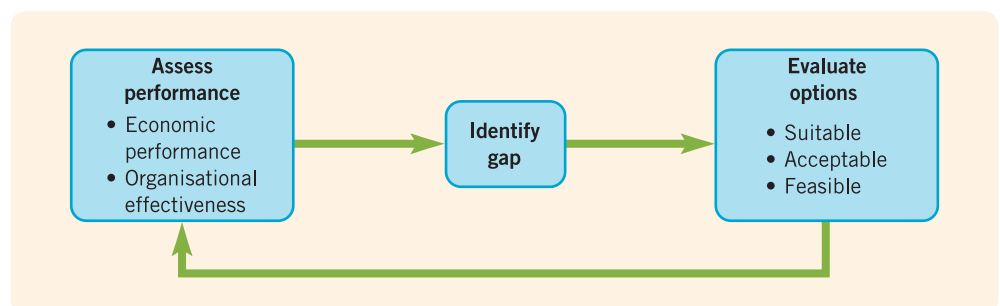 Assess
performance
• Economic
performance
• Organisational
effectiveness
Identify
gap
Evaluate
options
• Suitable
• Acceptable
• Feasible